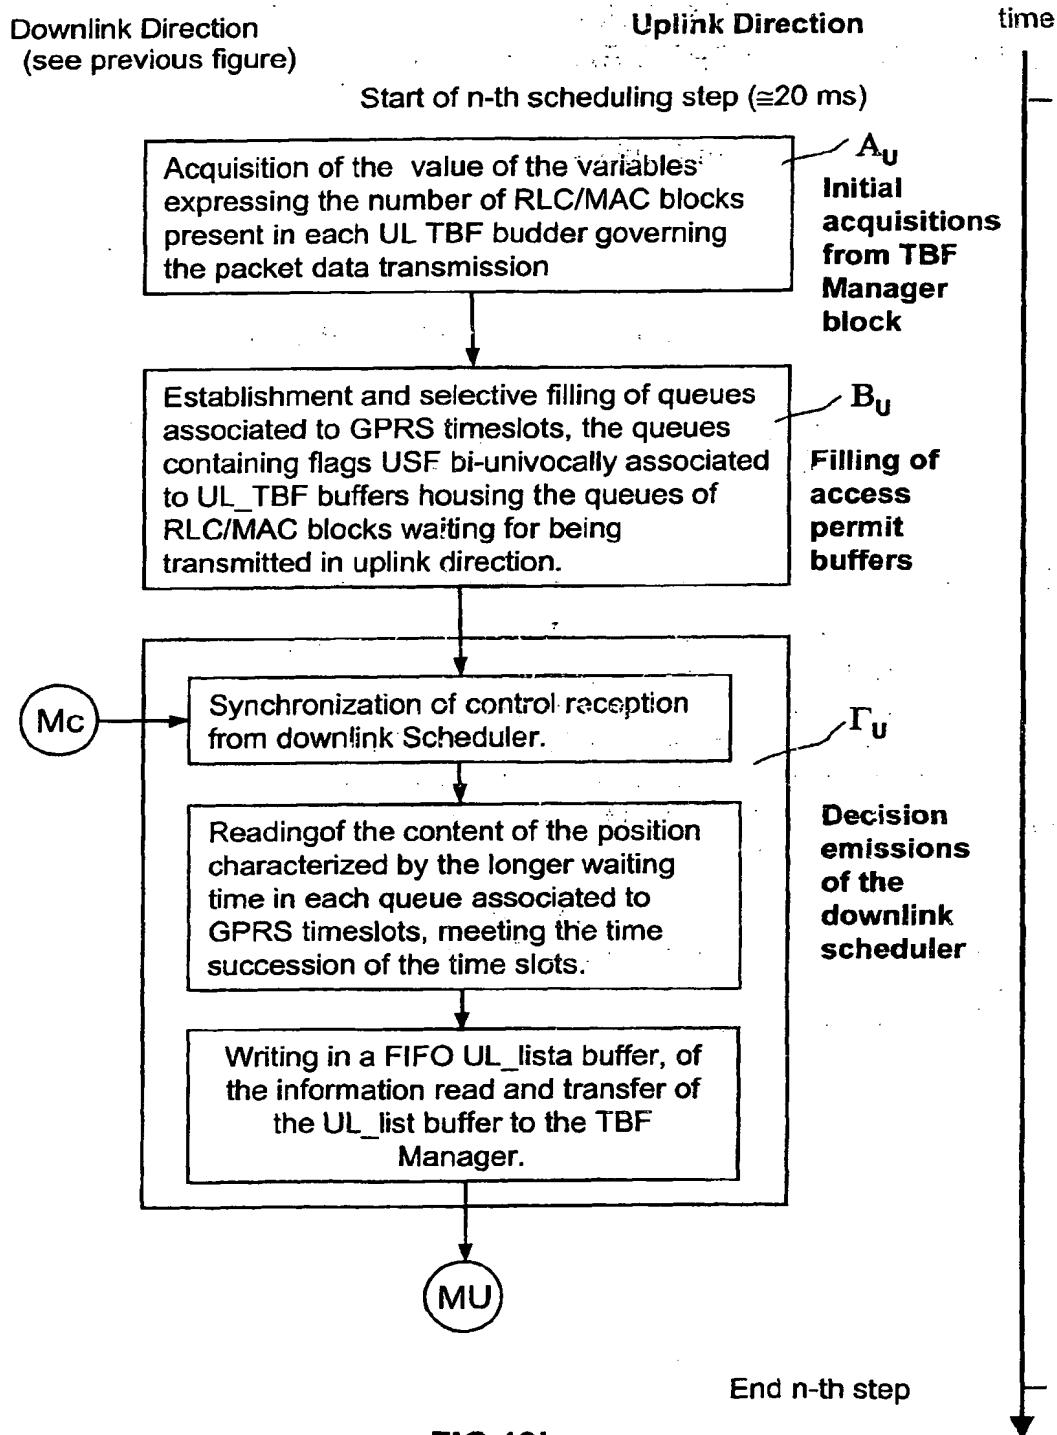 Downlink Direction
(see previous figure)
Uplink Direction
time
Start of n-th scheduling step (≅20 ms)
Acquisition of the value of the variables
expressing the number of RLC/MAC blocks
present in each UL TBF budder governing
the packet data transmission
A_U
Initial
acquisitions
from TBF
Manager
block
Establishment and selective filling of queues
associated to GPRS timeslots, the queues
containing flags USF bi-univocally associated
to UL_TBF buffers housing the queues of
RLC/MAC blocks waiting for being
transmitted in uplink direction.
B_U
Filling of
access
permit
buffers
Mc
Synchronization of control reception
from downlink Scheduler.
Γ_U
Readingof the content of the position
characterized by the longer waiting
time in each queue associated to
GPRS timeslots, meeting the time
succession of the time slots.
Decision
emissions
of the
downlink
scheduler
Writing in a FIFO UL_lista buffer, of
the information read and transfer of
the UL_list buffer to the TBF
Manager.
MU
End n-th step